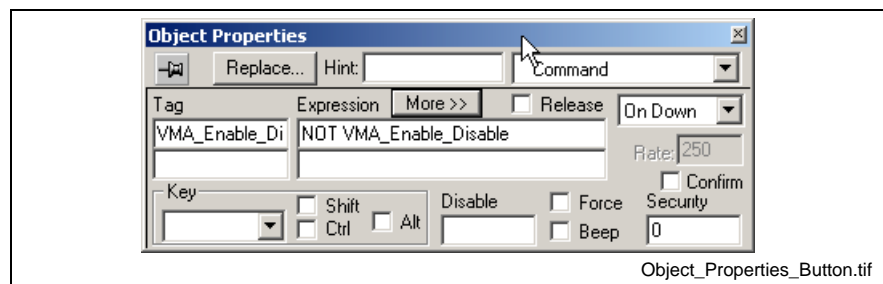 Object Properties
Replace... Hint: Command
Tag Expression More >> Release On Down
VMA_Enable_Di NOT VMA_Enable_Disable
Rate: 250
Confirm
Key Shift Ctrl Alt Disable Force Beep Security
0
Object_Properties_Button.tif